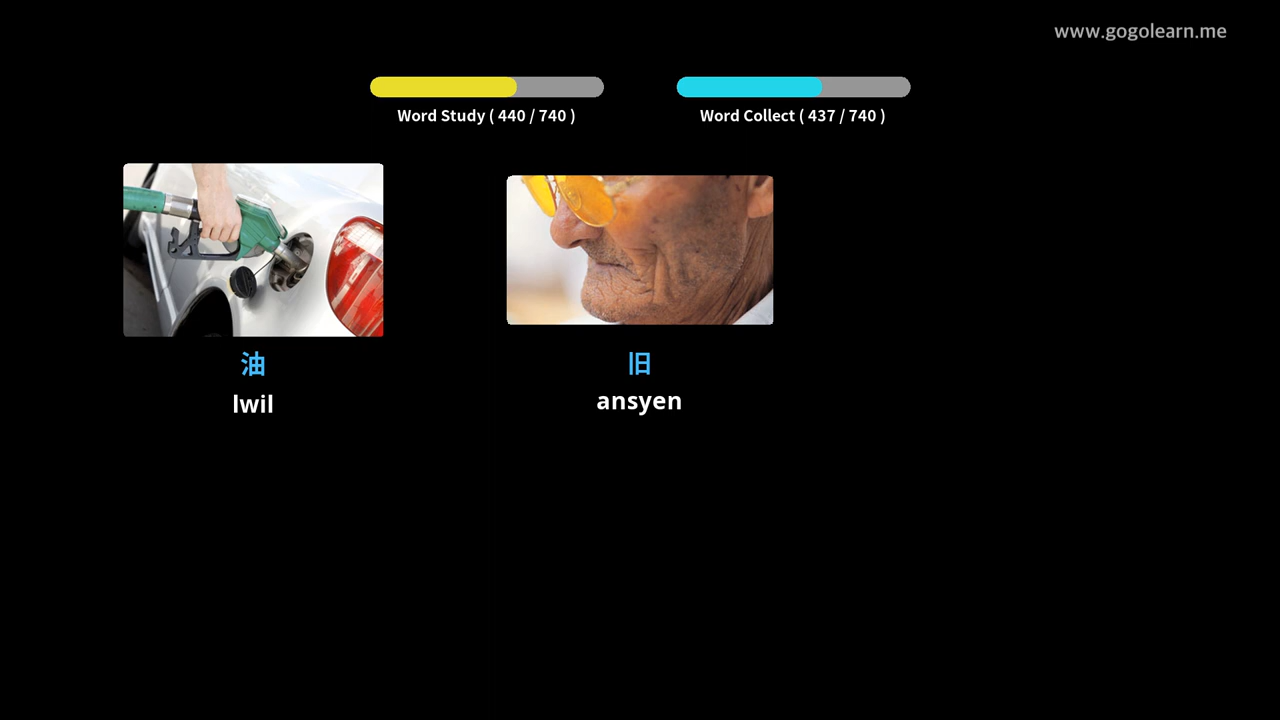 www.gogolearn.me
Word Study ( 440 / 740 )
Word Collect ( 437 / 740 )
油
lwil
旧
ansyen